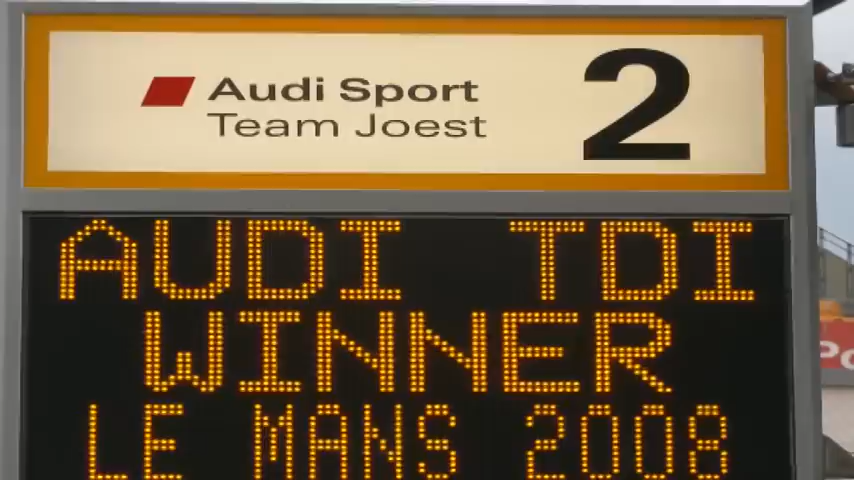 Audi Sport
Team Joest
2
AUDI TDI
WINNER
LE MANS 2008